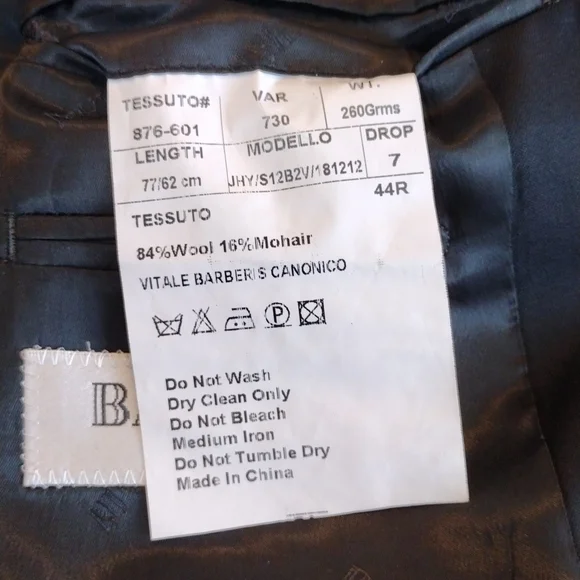 TESSUTO# VAR WT.
876-601 730 260Grms
LENGTH MODELLO DROP
77/62 cm JHY/S12B2V/181212 7
44R
TESSUTO
84%Wool 16%Mohair
VITALE BARBERIS CANONICO
P
Do Not Wash
Dry Clean Only
Do Not Bleach
Medium Iron
Do Not Tumble Dry
Made In China